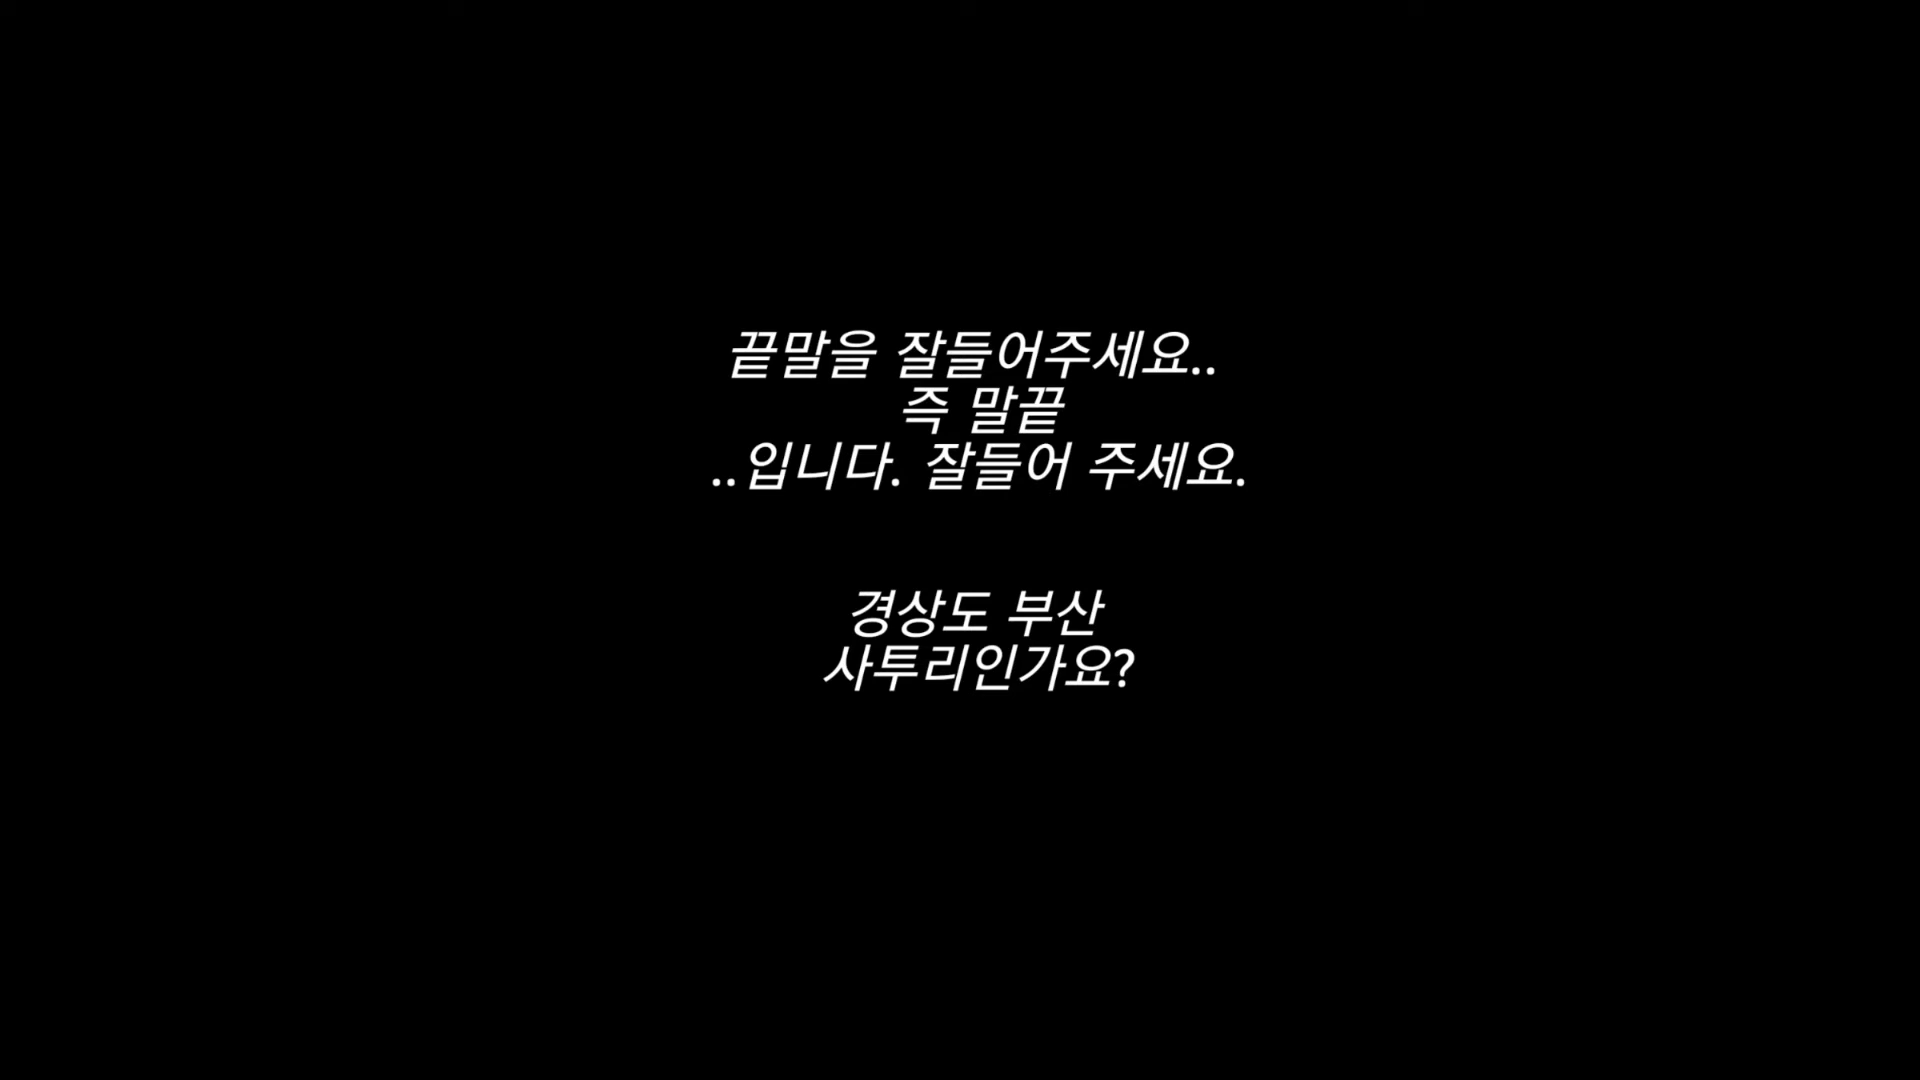 끝말을 잘들어주세요..
즉 말끝
..입니다. 잘들어 주세요.
경상도 부산
사투리인가요?